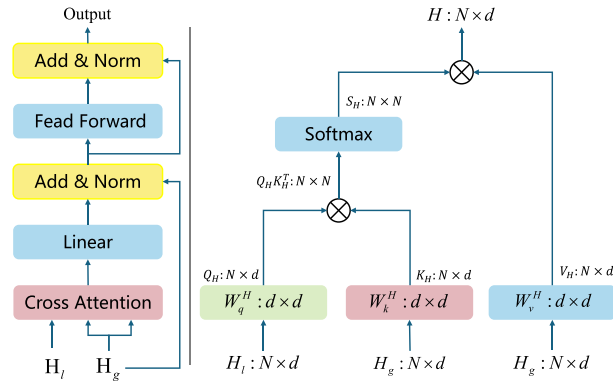 Output
Add & Norm
Fead Forward
Add & Norm
Linear
Cross Attention
H_l
H_g
H : N × d
S_H: N × N
Softmax
Q_H K_H^T: N × N
Q_H: N × d
K_H: N × d
V_H: N × d
W_q^H : d × d
W_k^H : d × d
W_v^H : d × d
H_l : N × d
H_g : N × d
H_g : N × d